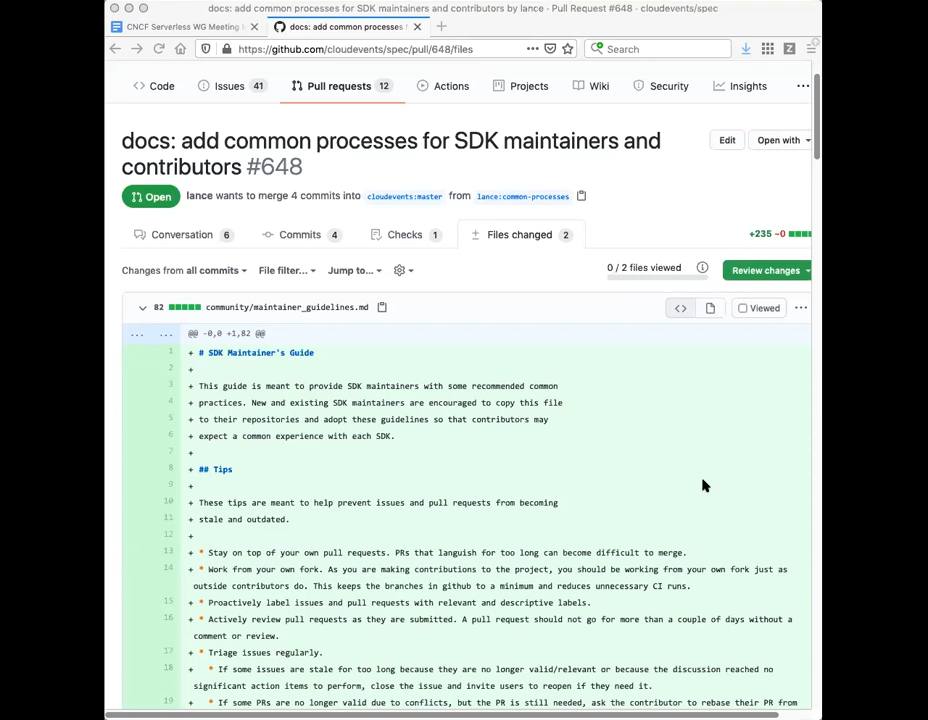 docs: add common processes for SDK maintainers and contributors by lance · Pull Request #648 · cloudevents/spec
CNCF Serverless WG Meeting
docs: add common processes
https://github.com/cloudevents/spec/pull/648/files
Search
Code
Issues 41
Pull requests 12
Actions
Projects
Wiki
Security
Insights
docs: add common processes for SDK maintainers and
contributors #648
Edit
Open with
Open
lance wants to merge 4 commits into cloudevents:master from lance:common-processes
Conversation 6
Commits 4
Checks 1
Files changed 2
+235 −0
Changes from all commits
File filter...
Jump to...
0 / 2 files viewed
Review changes
82 community/maintainer_guidelines.md
Viewed
... ... @@ -0,0 +1,82 @@
1 + # SDK Maintainer's Guide
2 +
3 + This guide is meant to provide SDK maintainers with some recommended common
4 + practices. New and existing SDK maintainers are encouraged to copy this file
5 + to their repositories and adopt these guidelines so that contributors may
6 + expect a common experience with each SDK.
7 +
8 + ## Tips
9 +
10 + These tips are meant to help prevent issues and pull requests from becoming
11 + stale and outdated.
12 +
13 + * Stay on top of your own pull requests. PRs that languish for too long can become difficult to merge.
14 + * Work from your own fork. As you are making contributions to the project, you should be working from your own fork just as
outside contributors do. This keeps the branches in github to a minimum and reduces unnecessary CI runs.
15 + * Proactively label issues and pull requests with relevant and descriptive labels.
16 + * Actively review pull requests as they are submitted. A pull request should not go for more than a couple of days without a
comment or review.
17 + * Triage issues regularly.
18 + * If some issues are stale for too long because they are no longer valid/relevant or because the discussion reached no
significant action items to perform, close the issue and invite users to reopen if they need it.
19 + * If some PRs are no longer valid due to conflicts, but the PR is still needed, ask the contributor to rebase their PR from